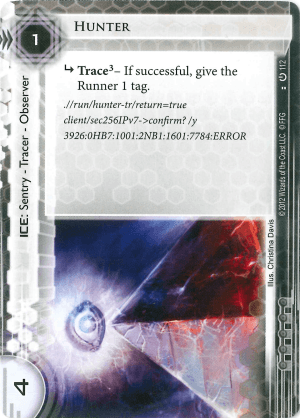 1
HUNTER
ICE: Sentry - Tracer - Observer
↳ Trace³– If successful, give the
Runner 1 tag.
.//run/hunter-tr/return=true
client/sec256IPv7->confirm? /y
3926:0HB7:1001:2NB1:1601:7784:ERROR
112
© 2012 Wizards of the Coast LLC. © FFG
Illus. Christina Davis
4